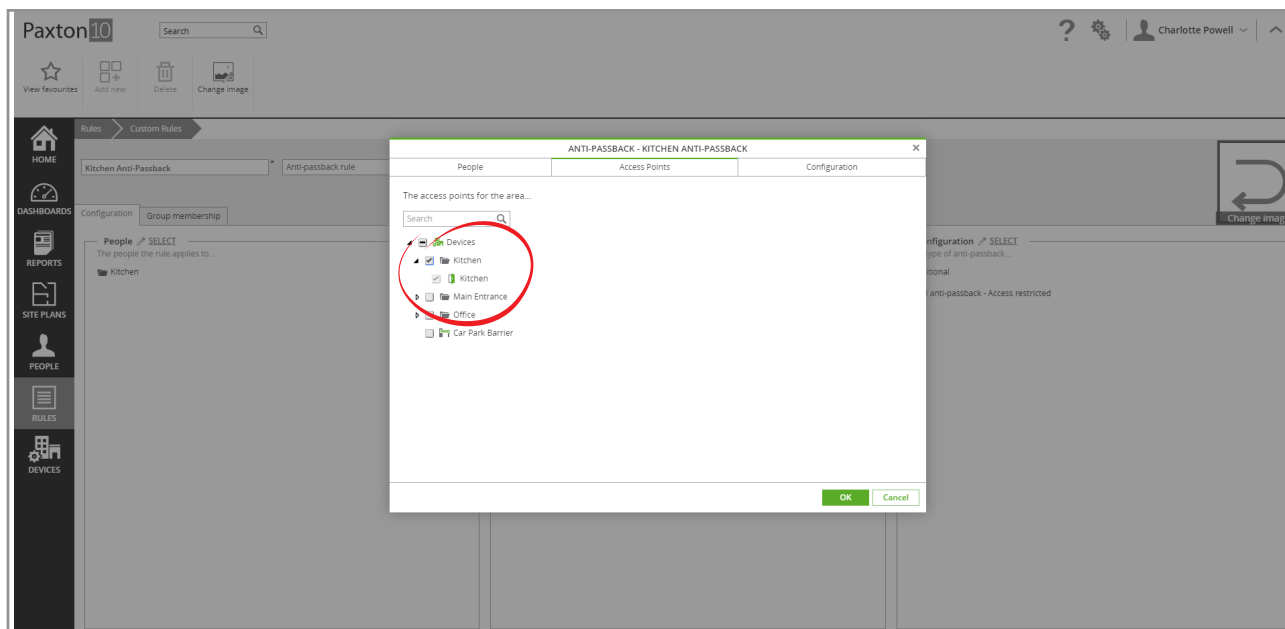 Paxton10
Search
Charlotte Powell
View favourites
Add new
Delete
Change image
Rules
Custom Rules
Kitchen Anti-Passback
*
Anti-passback rule
Change imag
Configuration
Group membership
People SELECT
The people the rule applies to...
Kitchen
HOME
DASHBOARDS
REPORTS
SITE PLANS
PEOPLE
RULES
DEVICES
ANTI-PASSBACK - KITCHEN ANTI-PASSBACK
People
Access Points
Configuration
The access points for the area...
Search
Devices
Kitchen
Kitchen
Main Entrance
Office
Car Park Barrier
OK
Cancel
nfiguration SELECT
type of anti-passback...
itional
l anti-passback - Access restricted